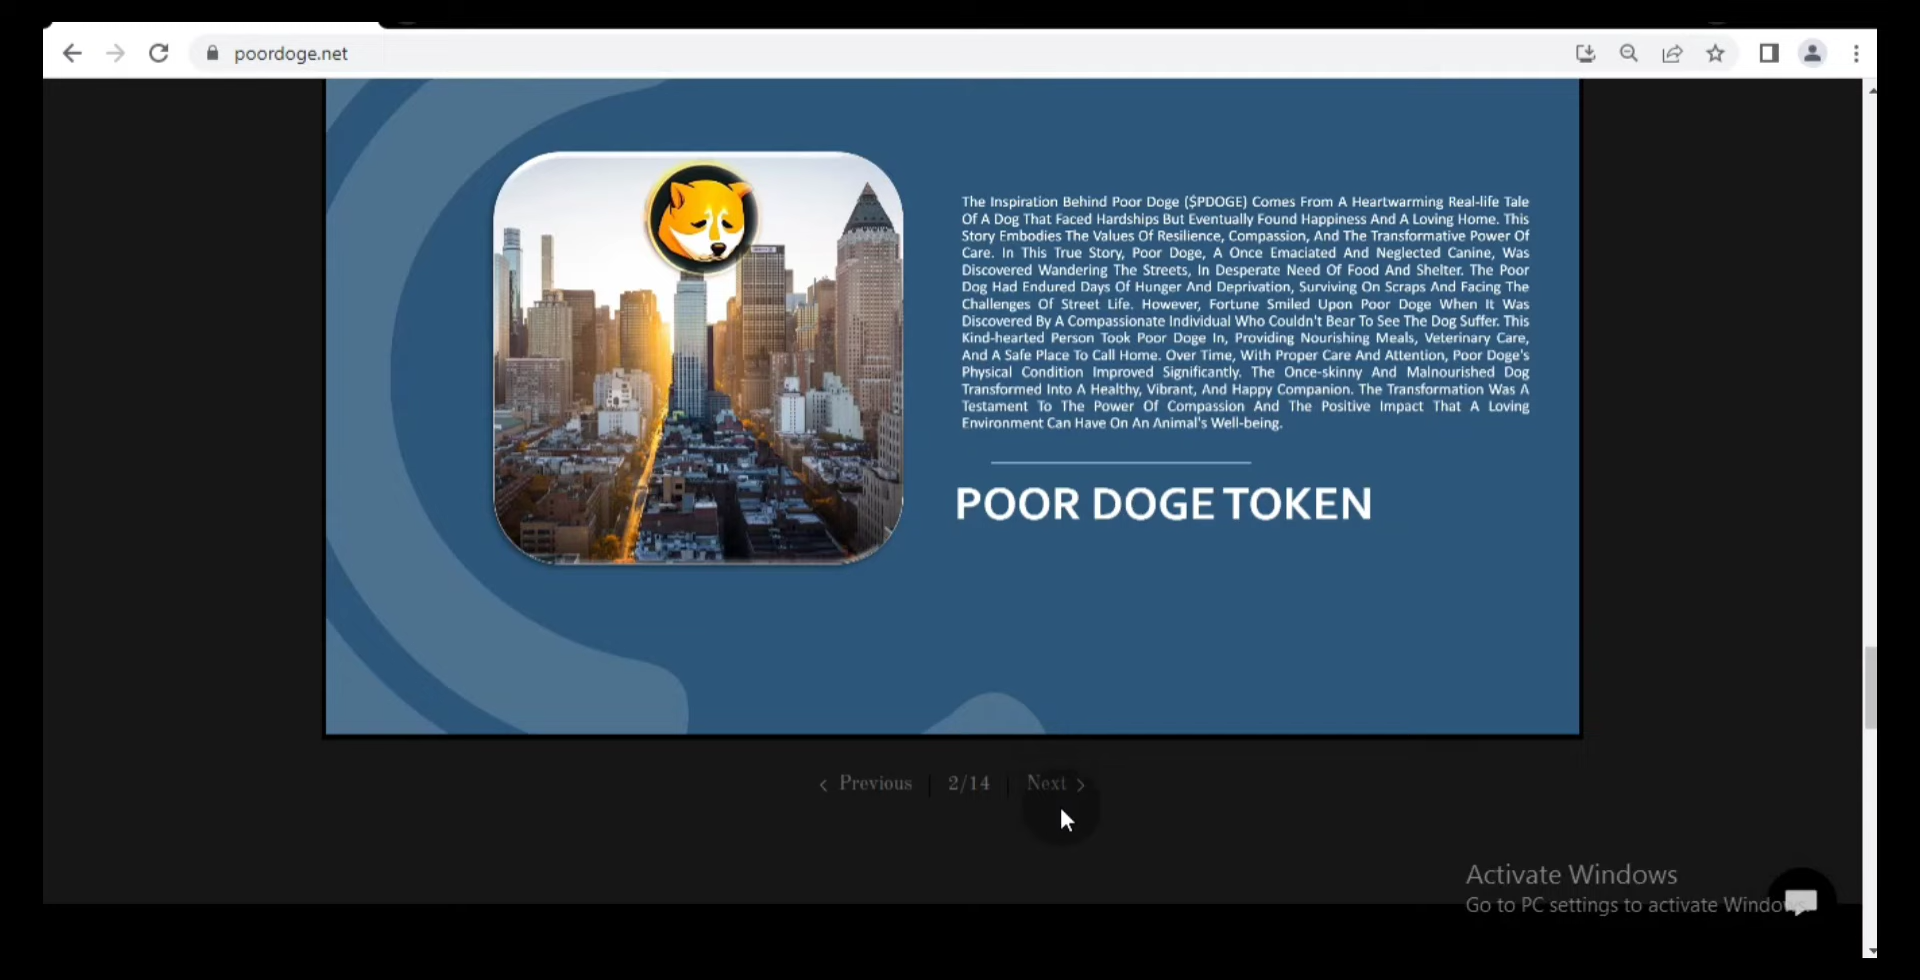 poordoge.net
The Inspiration Behind Poor Doge ($PDOGE) Comes From A Heartwarming Real-life Tale
Of A Dog That Faced Hardships But Eventually Found Happiness And A Loving Home. This
Story Embodies The Values Of Resilience, Compassion, And The Transformative Power Of
Care. In This True Story, Poor Doge, A Once Emaciated And Neglected Canine, Was
Discovered Wandering The Streets, In Desperate Need Of Food And Shelter. The Poor
Dog Had Endured Days Of Hunger And Deprivation, Surviving On Scraps And Facing The
Challenges Of Street Life. However, Fortune Smiled Upon Poor Doge When It Was
Discovered By A Compassionate Individual Who Couldn't Bear To See The Dog Suffer. This
Kind-hearted Person Took Poor Doge In, Providing Nourishing Meals, Veterinary Care,
And A Safe Place To Call Home. Over Time, With Proper Care And Attention, Poor Doge's
Physical Condition Improved Significantly. The Once-skinny And Malnourished Dog
Transformed Into A Healthy, Vibrant, And Happy Companion. The Transformation Was A
Testament To The Power Of Compassion And The Positive Impact That A Loving
Environment Can Have On An Animal's Well-being.
POOR DOGE TOKEN
< Previous | 2/14 | Next >
Activate Windows
Go to PC settings to activate Windows.